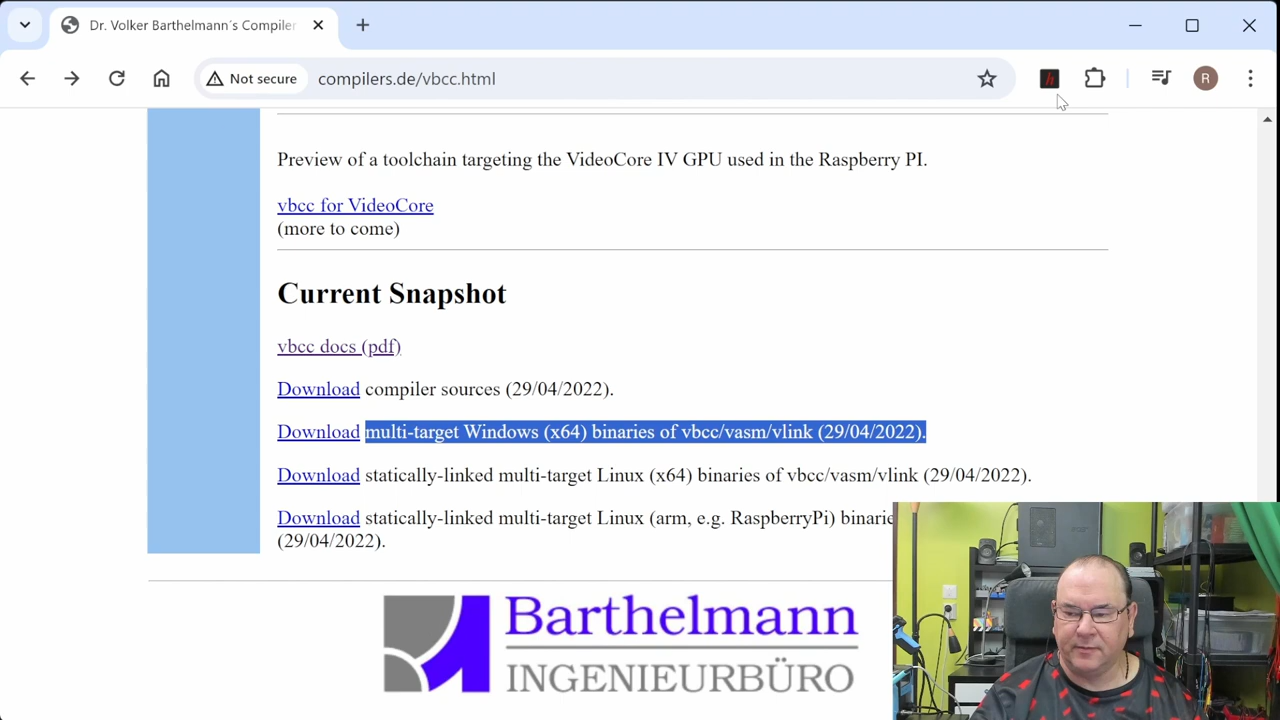 Dr. Volker Barthelmann´s Compiler
Not secure
compilers.de/vbcc.html
R
Preview of a toolchain targeting the VideoCore IV GPU used in the Raspberry PI.
vbcc for VideoCore
(more to come)
Current Snapshot
vbcc docs (pdf)
Download compiler sources (29/04/2022).
Download multi-target Windows (x64) binaries of vbcc/vasm/vlink (29/04/2022).
Download statically-linked multi-target Linux (x64) binaries of vbcc/vasm/vlink (29/04/2022).
Download statically-linked multi-target Linux (arm, e.g. RaspberryPi) binarie
(29/04/2022).
Barthelmann
INGENIEURBÜRO